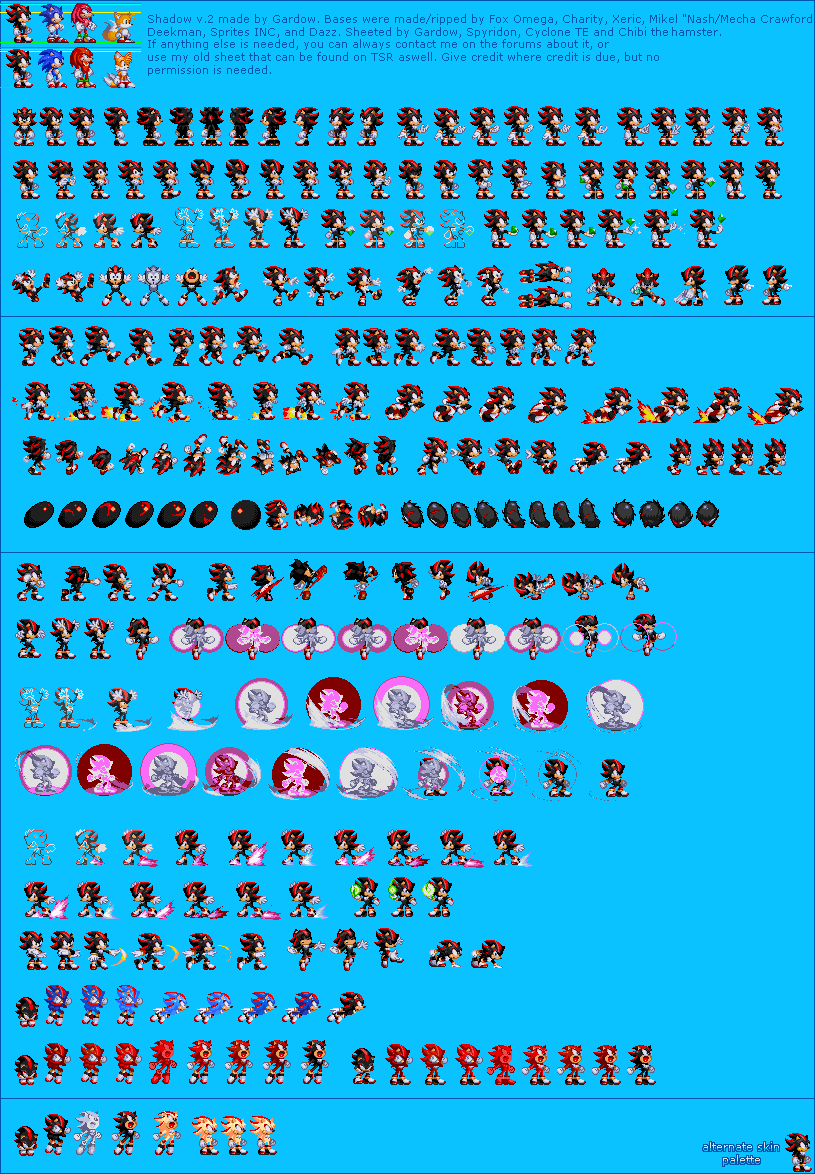 Shadow v.2 made by Gardow. Bases were made/ripped by Fox Omega, Charity, Xeric, Mikel "Nash/Mecha Crawford
Deekman, Sprites INC, and Dazz. Sheeted by Gardow, Spyridon, Cyclone TE and Chibi the hamster.
If anything else is needed, you can always contact me on the forums about it, or
use my old sheet that can be found on TSR aswell. Give credit where credit is due, but no
permission is needed.
alternate skin
palette